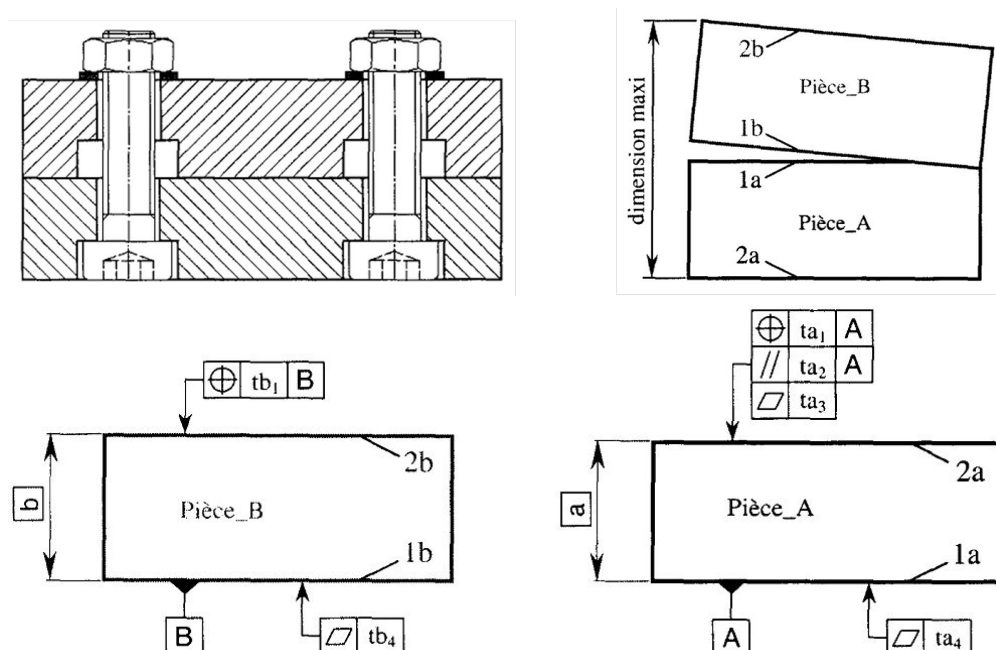 2b
Pièce_B
1b
1a
Pièce_A
2a
dimension maxi
tb₁ B
2b
b
Pièce_B
1b
B
tb₄
ta₁ A
ta₂ A
ta₃
2a
a
Pièce_A
1a
A
ta₄